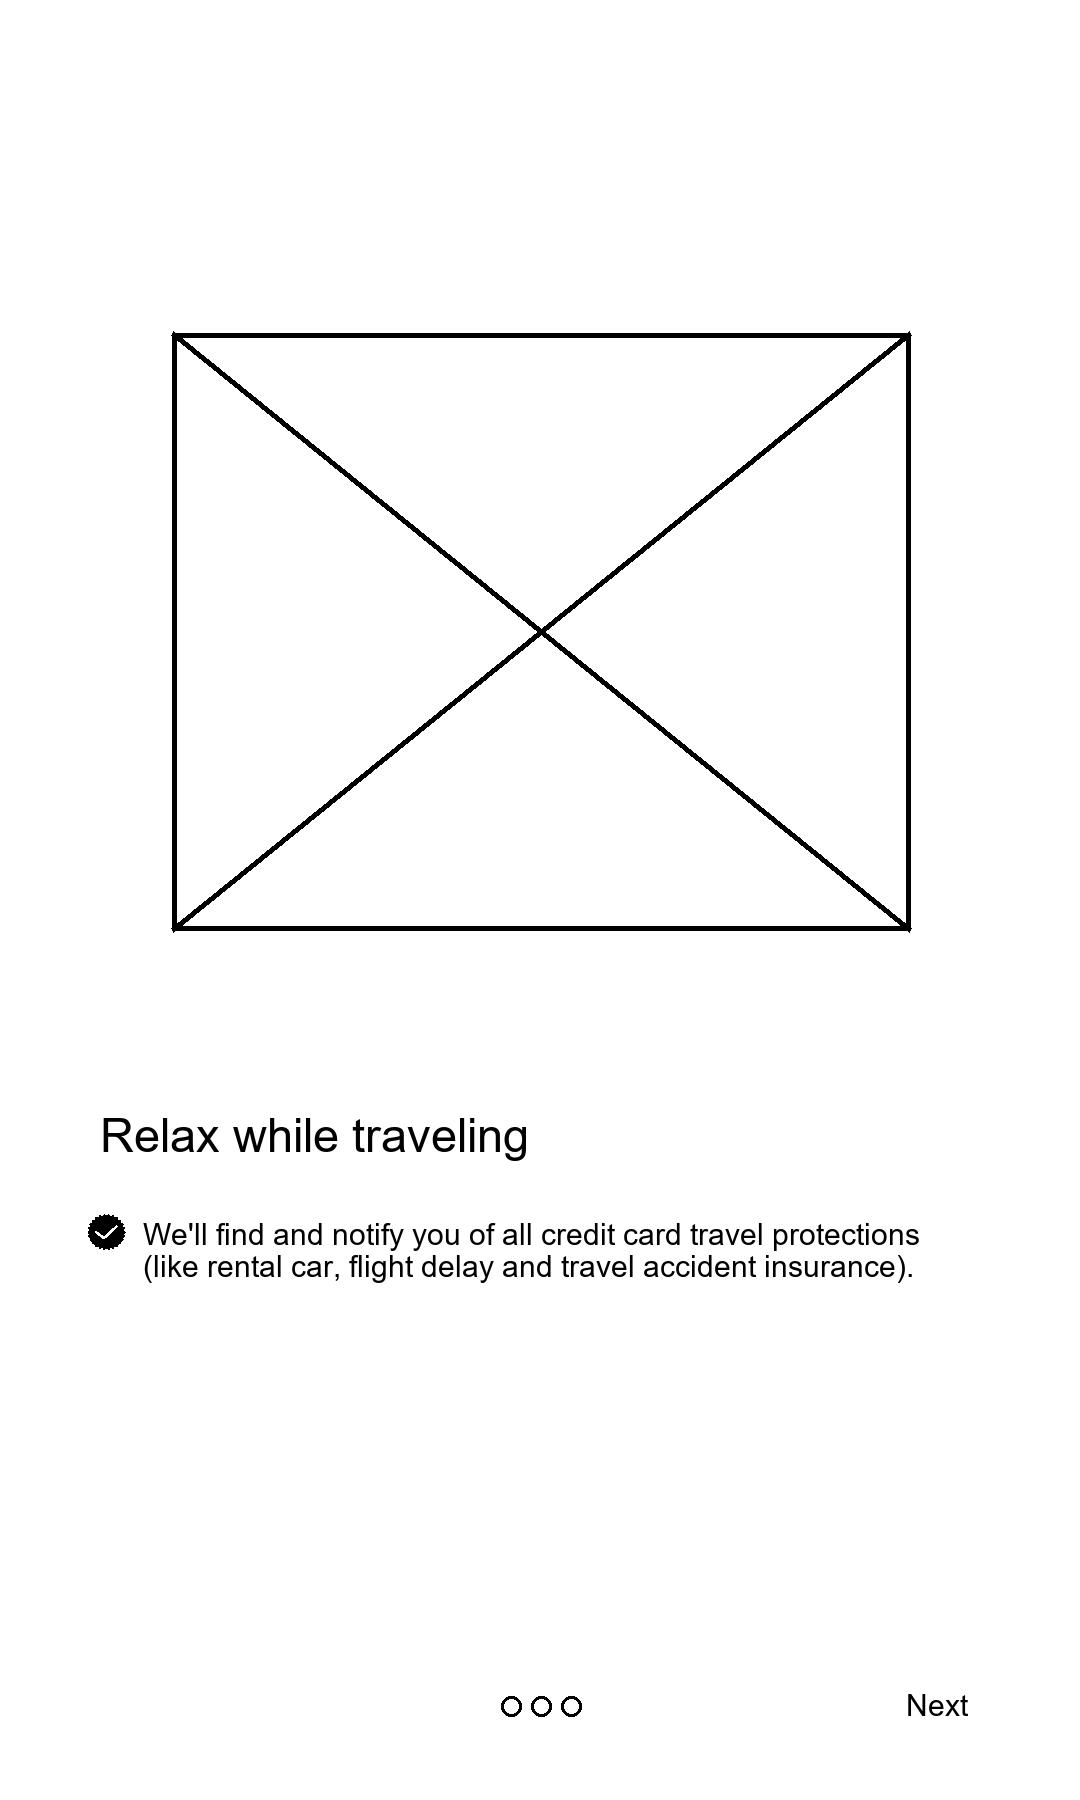 Relax while traveling
We'll find and notify you of all credit card travel protections
(like rental car, flight delay and travel accident insurance).
Next